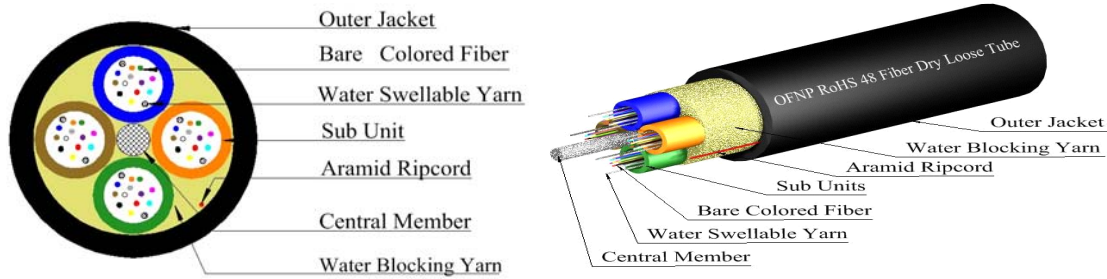 Outer Jacket
Bare Colored Fiber
Water Swellable Yarn
Sub Unit
Aramid Ripcord
Central Member
Water Blocking Yarn
OFNP RoHS 48 Fiber Dry Loose Tube
Outer Jacket
Water Blocking Yarn
Aramid Ripcord
Sub Units
Bare Colored Fiber
Water Swellable Yarn
Central Member